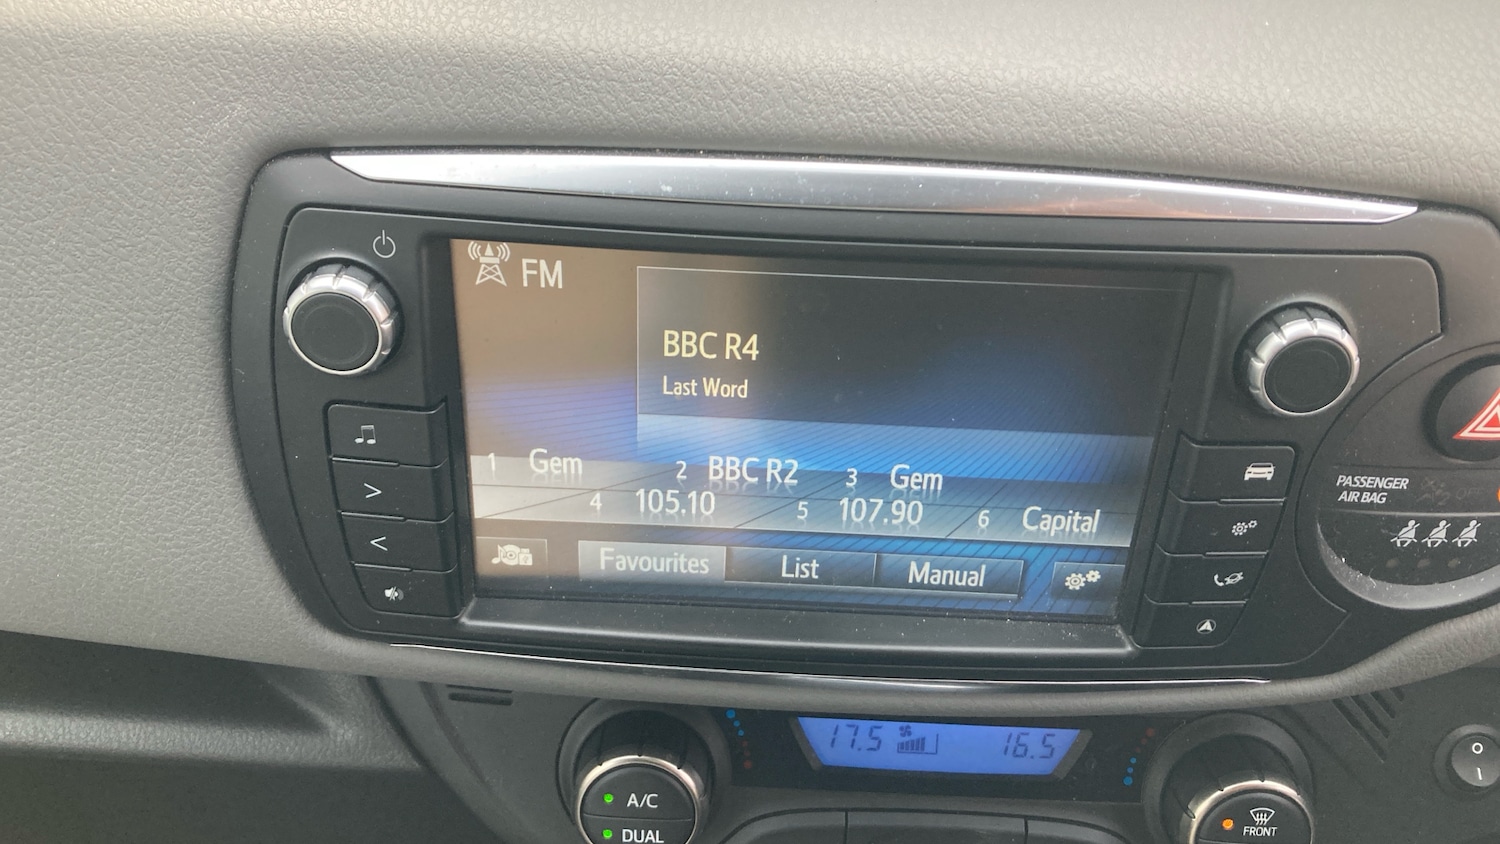 FM
BBC R4
Last Word
1 Gem 2 BBC R2 3 Gem
4 105.10 5 107.90 6 Capital
Favourites List Manual
PASSENGER
AIR BAG
OFF
17.5 16.5
A/C
DUAL
FRONT